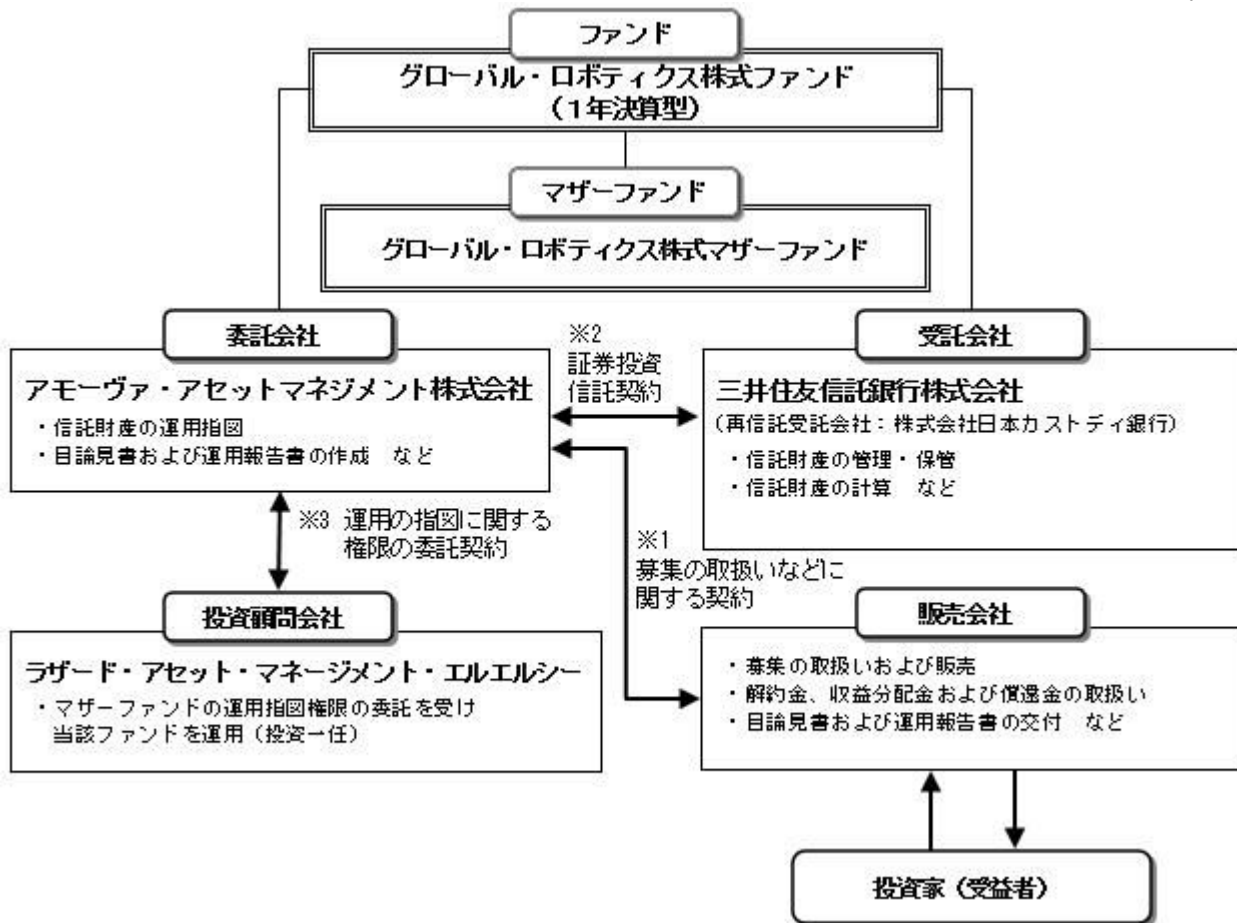 ファンド
グローバル・ロボティクス株式ファンド
（１年決算型）
マザーファンド
グローバル・ロボティクス株式マザーファンド
委託会社
アモーヴァ・アセットマネジメント株式会社
・信託財産の運用指図
・目論見書および運用報告書の作成　など
※2
証券投資
信託契約
受託会社
三井住友信託銀行株式会社
（再信託受託会社：株式会社日本カストディ銀行）
・信託財産の管理・保管
・信託財産の計算　など
※3 運用の指図に関する
権限の委託契約
※1
募集の取扱いなどに
関する契約
投資顧問会社
ラザード・アセット・マネージメント・エルエルシー
・マザーファンドの運用指図権限の委託を受け
当該ファンドを運用（投資一任）
販売会社
・募集の取扱いおよび販売
・解約金、収益分配金および償還金の取扱い
・目論見書および運用報告書の交付　など
投資家（受益者）